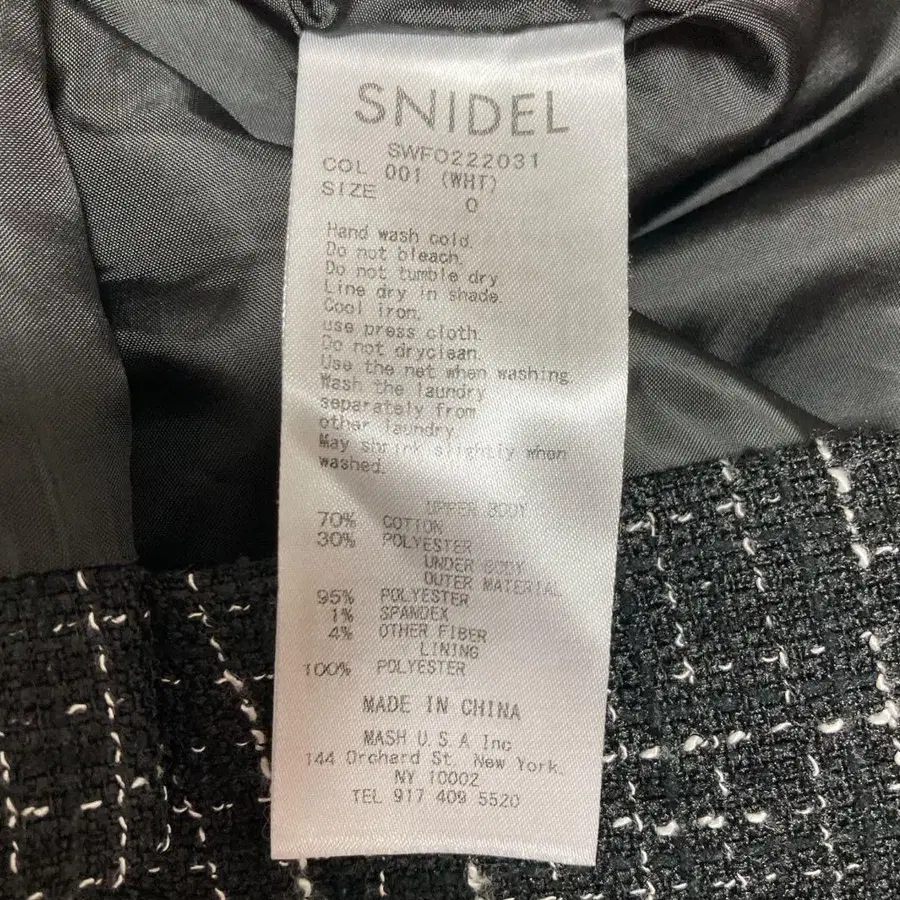 SNIDEL
SWFO222031
COL 001 (WHT)
SIZE 0
Hand wash cold.
Do not bleach.
Do not tumble dry
Line dry in shade.
Cool iron.
use press cloth.
Do not dryclean.
Use the net when washing.
Wash the laundry
separately from
other laundry.
May shrink slightly when
washed.
UPPER BODY
70% COTTON
30% POLYESTER
UNDER BODY
OUTER MATERIAL
95% POLYESTER
1% SPANDEX
4% OTHER FIBER
LINING
100% POLYESTER
MADE IN CHINA
MASH U.S.A Inc
144 Orchard St. New York.
NY 10002
TEL 917 409 5520